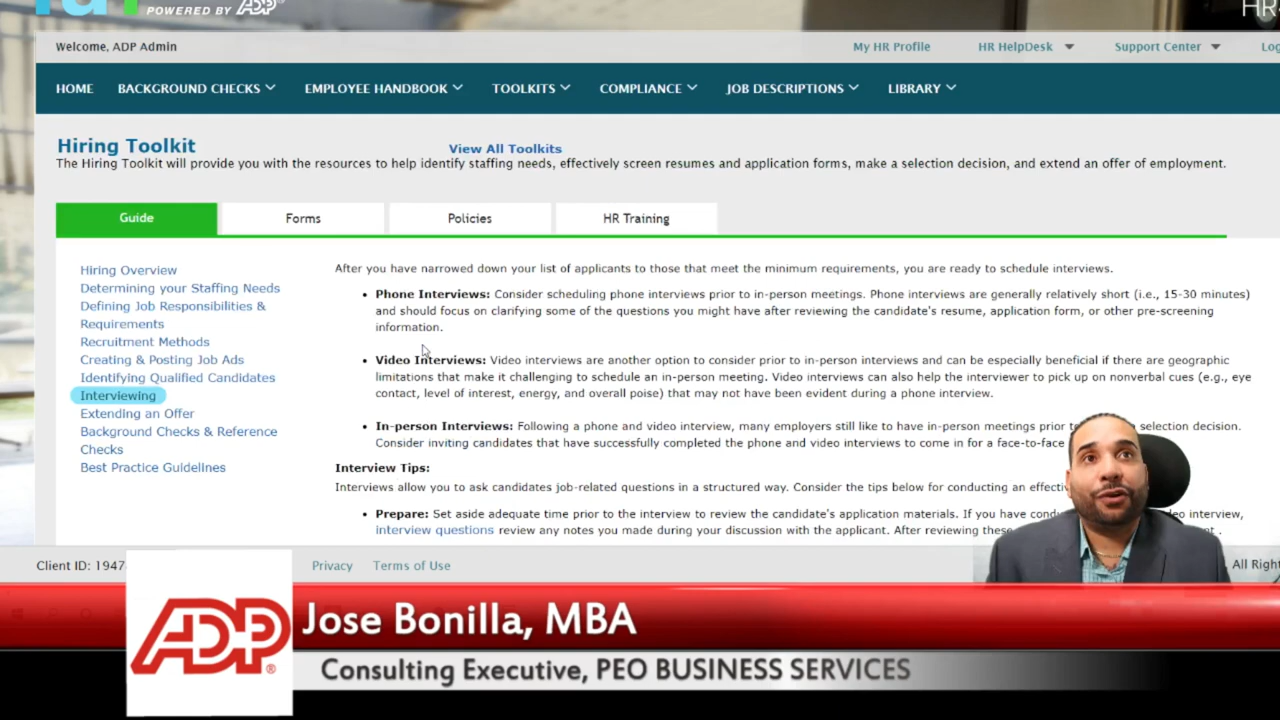 POWERED BY ADP
HR
Welcome, ADP Admin
My HR Profile
HR HelpDesk
Support Center
HOME
BACKGROUND CHECKS
EMPLOYEE HANDBOOK
TOOLKITS
COMPLIANCE
JOB DESCRIPTIONS
LIBRARY
Hiring Toolkit
View All Toolkits
The Hiring Toolkit will provide you with the resources to help identify staffing needs, effectively screen resumes and application forms, make a selection decision, and extend an offer of employment.
Guide
Forms
Policies
HR Training
Hiring Overview
Determining your Staffing Needs
Defining Job Responsibilities &
Requirements
Recruitment Methods
Creating & Posting Job Ads
Identifying Qualified Candidates
Interviewing
Extending an Offer
Background Checks & Reference
Checks
Best Practice Guidelines
After you have narrowed down your list of applicants to those that meet the minimum requirements, you are ready to schedule interviews.
• Phone Interviews: Consider scheduling phone interviews prior to in-person meetings. Phone interviews are generally relatively short (i.e., 15-30 minutes)
and should focus on clarifying some of the questions you might have after reviewing the candidate's resume, application form, or other pre-screening
information.
• Video Interviews: Video interviews are another option to consider prior to in-person interviews and can be especially beneficial if there are geographic
limitations that make it challenging to schedule an in-person meeting. Video interviews can also help the interviewer to pick up on nonverbal cues (e.g., eye
contact, level of interest, energy, and overall poise) that may not have been evident during a phone interview.
• In-person Interviews: Following a phone and video interview, many employers still like to have in-person meetings prior selection decision.
Consider inviting candidates that have successfully completed the phone and video interviews to come in for a face-to-face
Interview Tips:
Interviews allow you to ask candidates job-related questions in a structured way. Consider the tips below for conducting an
• Prepare: Set aside adequate time prior to the interview to review the candidate's application materials. If you have interview,
interview questions review any notes you made during your discussion with the applicant. After reviewing these
Client ID: 1947
Privacy
Terms of Use
All
ADP
Jose Bonilla, MBA
Consulting Executive, PEO BUSINESS SERVICES